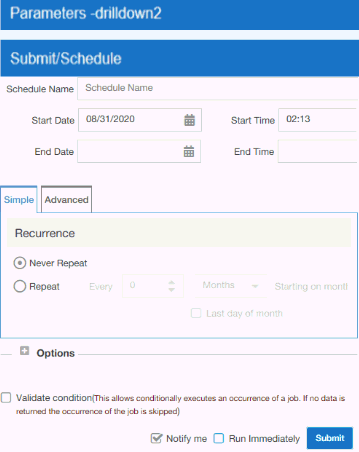 Parameters -drilldown2
Submit/Schedule
Schedule Name Schedule Name
Start Date 08/31/2020 Start Time 02:13
End Date End Time
Simple Advanced
Recurrence
Never Repeat
Repeat Every 0 Months Starting on month
Last day of month
Options
Validate condition(This allows conditionally executes an occurrence of a job. If no data is
returned the occurrence of the job is skipped)
Notify me Run Immediately Submit